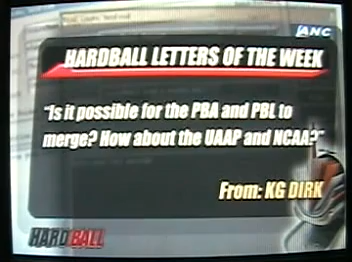 ANC
HARDBALL LETTERS OF THE WEEK
"Is it possible for the PBA and PBL to
merge? How about the UAAP and NCAA?"
From: KG DIRK
HARDBALL